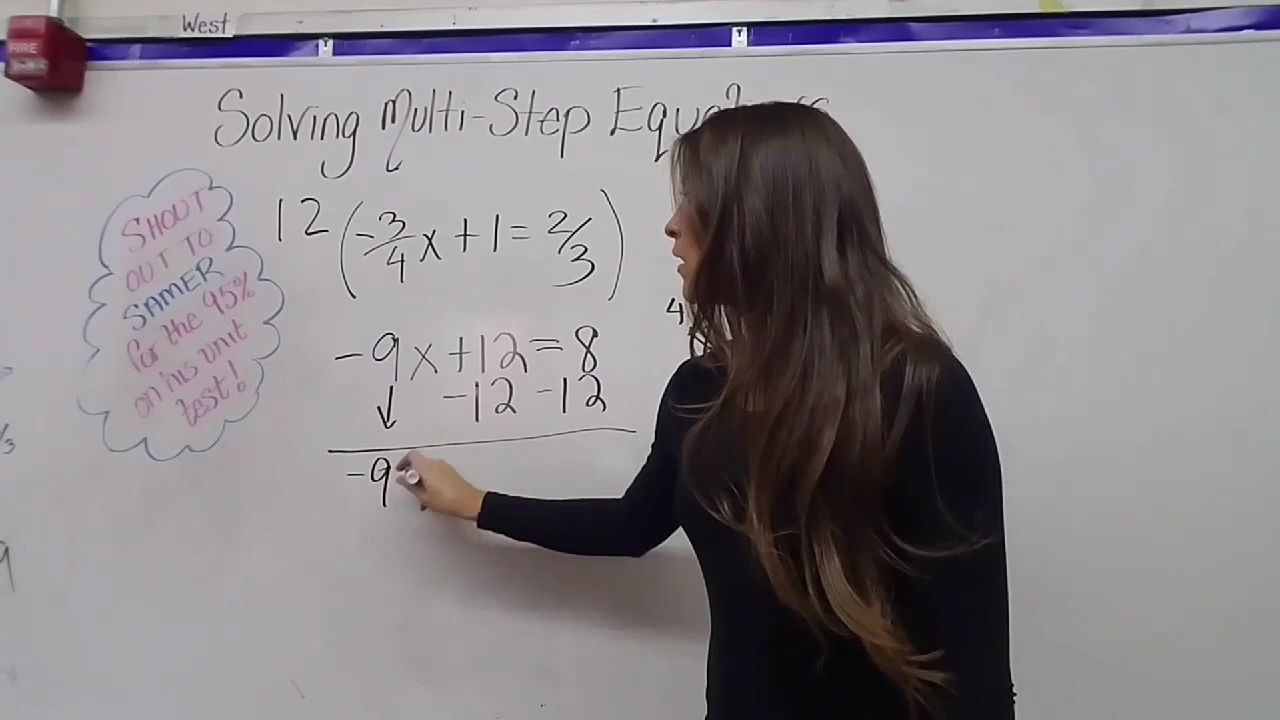 West
FIRE
Solving Multi-Step
SHOUT
OUT TO
SAMER
for the 95%
on his unit
test!
12(-3/4x+1=2/3)
4
-9x+12=8
-12 -12
-9